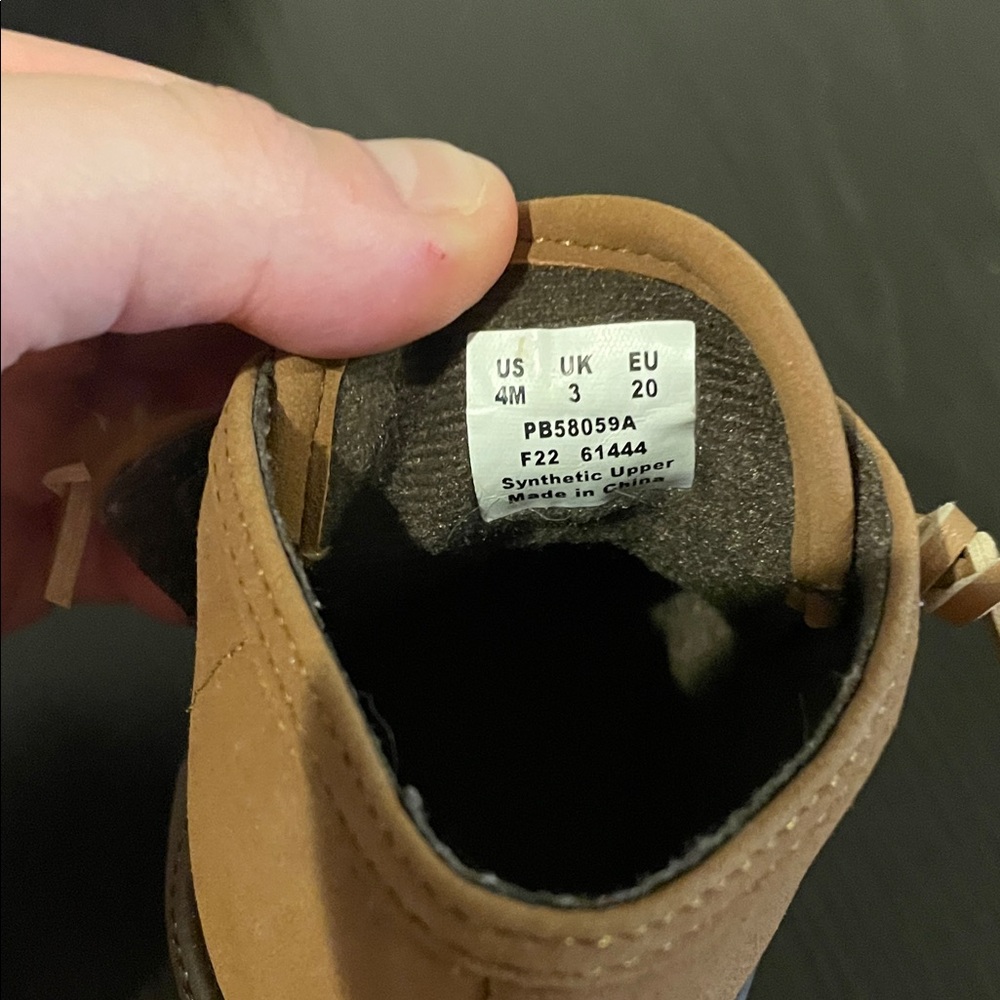 US UK EU
4M 3 20
PB58059A
F22 61444
Synthetic Upper
Made in China